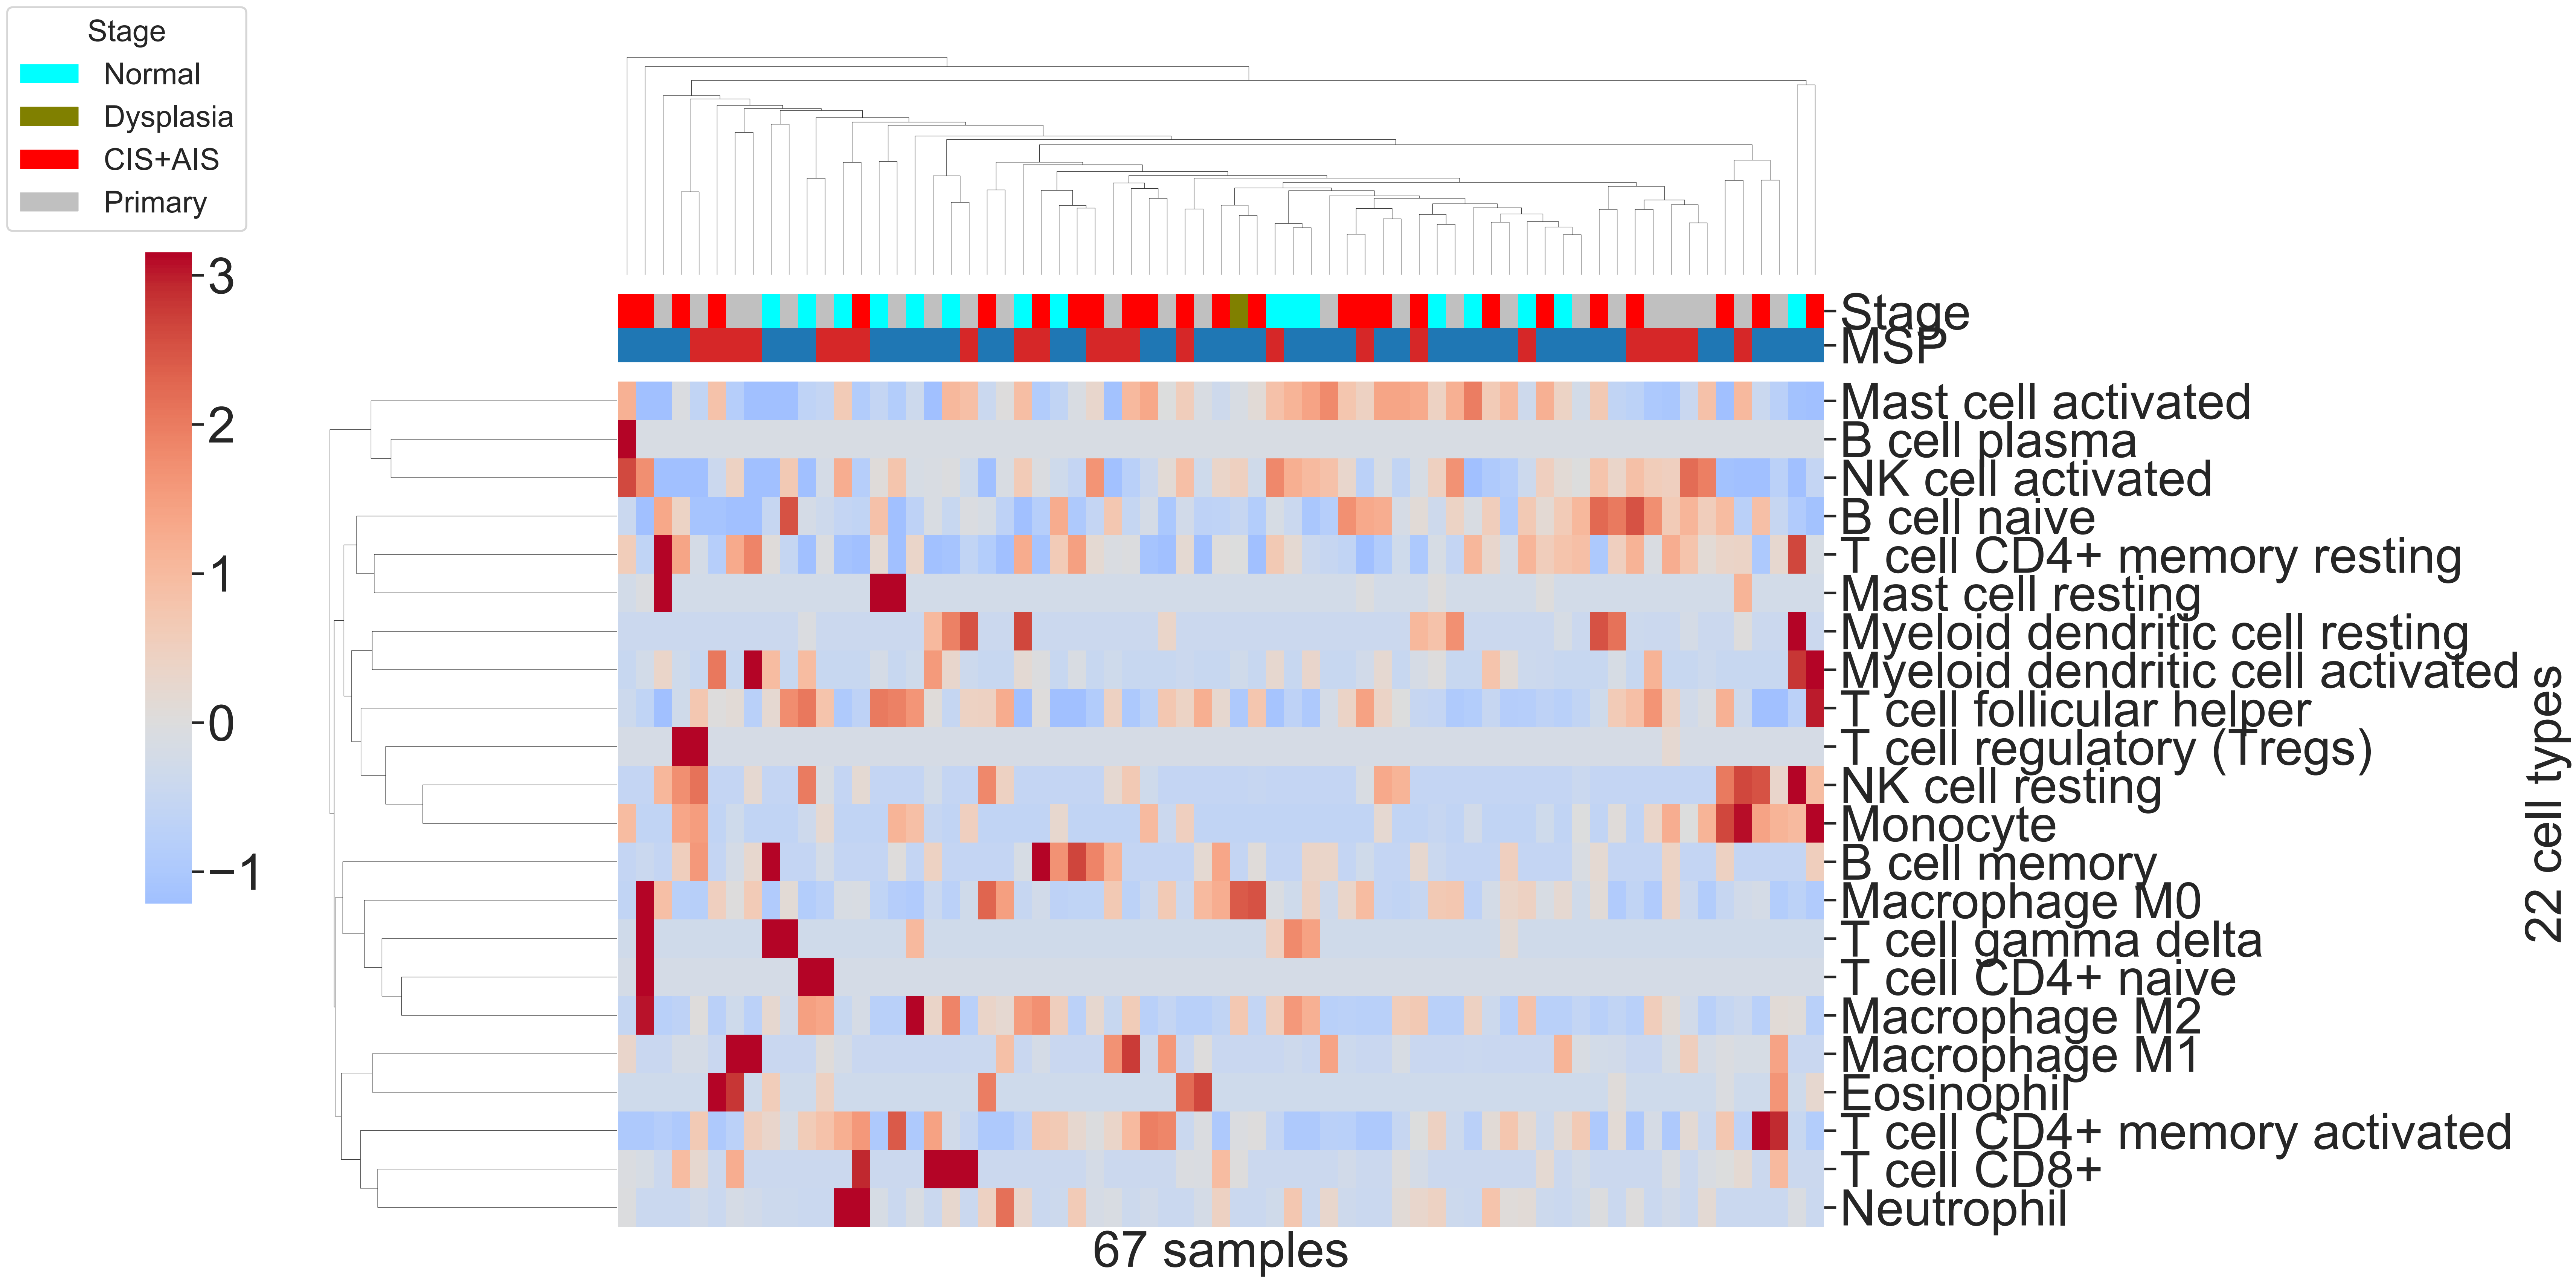 Stage
Normal
Dysplasia
CIS+AIS
Primary
3
2
1
0
−1
Stage
MSP
Mast cell activated
B cell plasma
NK cell activated
B cell naive
T cell CD4+ memory resting
Mast cell resting
Myeloid dendritic cell resting
Myeloid dendritic cell activated
T cell follicular helper
T cell regulatory (Tregs)
NK cell resting
Monocyte
B cell memory
Macrophage M0
T cell gamma delta
T cell CD4+ naive
Macrophage M2
Macrophage M1
Eosinophil
T cell CD4+ memory activated
T cell CD8+
Neutrophil
22 cell types
67 samples